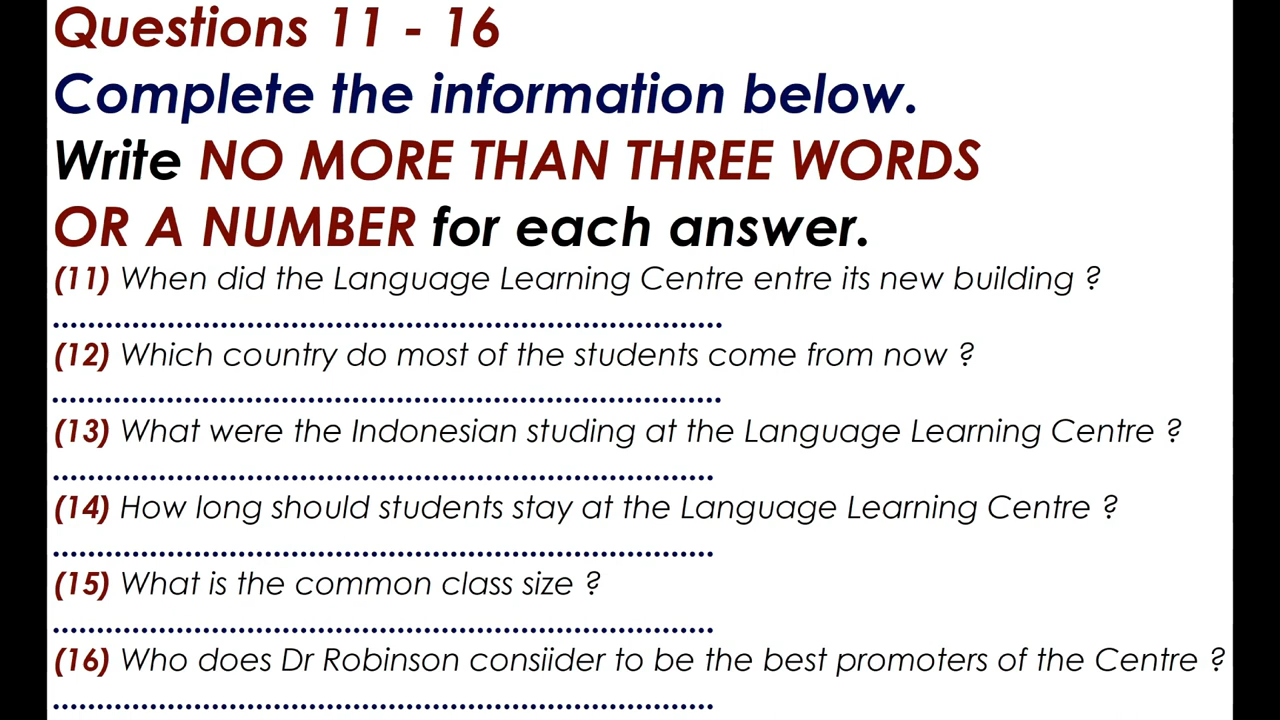 Questions 11 - 16
Complete the information below.
Write NO MORE THAN THREE WORDS
OR A NUMBER for each answer.
(11) When did the Language Learning Centre entre its new building ?
............................................................................
(12) Which country do most of the students come from now ?
............................................................................
(13) What were the Indonesian studing at the Language Learning Centre ?
...........................................................................
(14) How long should students stay at the Language Learning Centre ?
...........................................................................
(15) What is the common class size ?
...........................................................................
(16) Who does Dr Robinson consiider to be the best promoters of the Centre ?
...........................................................................